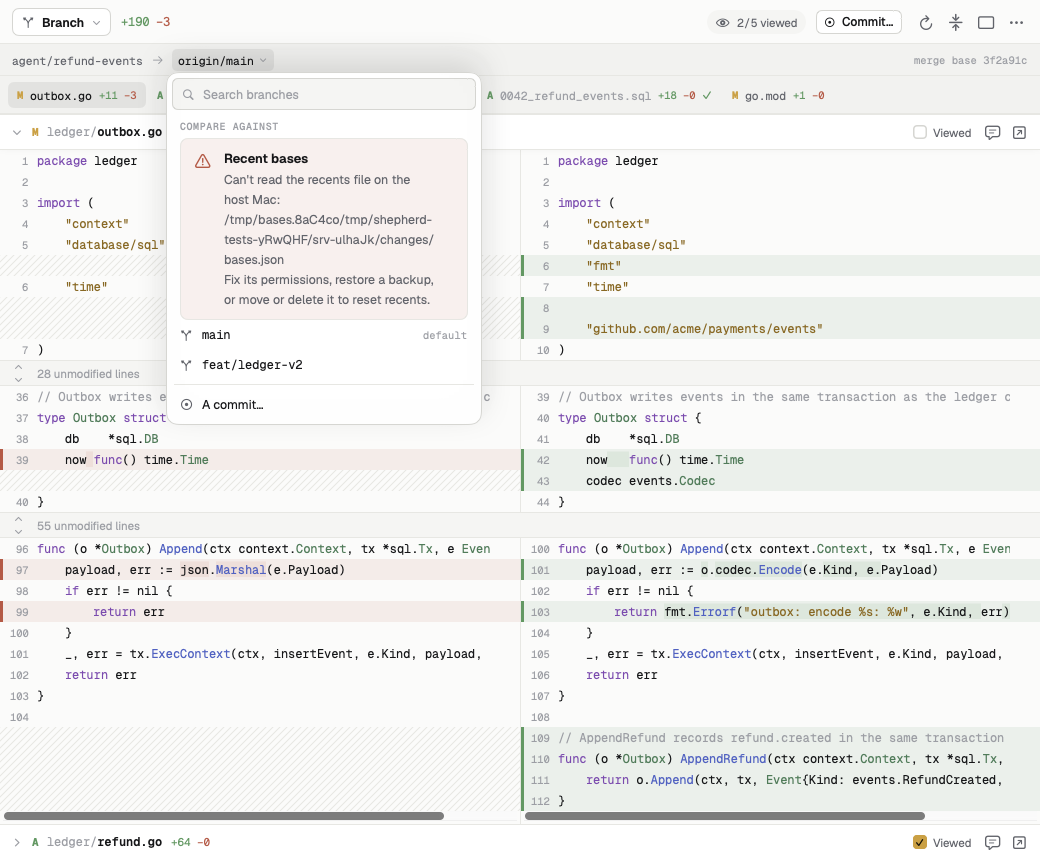 Branch +190 −3 2/5 viewed Commit…
agent/refund-events → origin/main merge base 3f2a91c
M outbox.go +11 −3 A 0042_refund_events.sql +18 −0 M go.mod +1 −0
Search branches
COMPARE AGAINST
Recent bases
Can't read the recents file on the
host Mac:
/tmp/bases.8aC4co/tmp/shepherd-
tests-yRwQHF/srv-ulhaJk/changes/
bases.json
Fix its permissions, restore a backup,
or move or delete it to reset recents.
main default
feat/ledger-v2
A commit…
M ledger/outbox.go Viewed
1 package ledger
2
3 import (
4 "context"
5 "database/sql"
6 "time"
7 )
28 unmodified lines
36 // Outbox writes e c
37 type Outbox struct
38 db *sql.DB
39 now func() time.Time
40 }
55 unmodified lines
96 func (o *Outbox) Append(ctx context.Context, tx *sql.Tx, e Even
97 payload, err := json.Marshal(e.Payload)
98 if err != nil {
99 return err
100 }
101 _, err = tx.ExecContext(ctx, insertEvent, e.Kind, payload,
102 return err
103 }
104
1 package ledger
2
3 import (
4 "context"
5 "database/sql"
6 "fmt"
7 "time"
8
9 "github.com/acme/payments/events"
10 )
39 // Outbox writes events in the same transaction as the ledger c
40 type Outbox struct {
41 db *sql.DB
42 now func() time.Time
43 codec events.Codec
44 }
100 func (o *Outbox) Append(ctx context.Context, tx *sql.Tx, e Even
101 payload, err := o.codec.Encode(e.Kind, e.Payload)
102 if err != nil {
103 return fmt.Errorf("outbox: encode %s: %w", e.Kind, err)
104 }
105 _, err = tx.ExecContext(ctx, insertEvent, e.Kind, payload,
106 return err
107 }
108
109 // AppendRefund records refund.created in the same transaction
110 func (o *Outbox) AppendRefund(ctx context.Context, tx *sql.Tx,
111 return o.Append(ctx, tx, Event{Kind: events.RefundCreated,
112 }
A ledger/refund.go +64 −0 Viewed